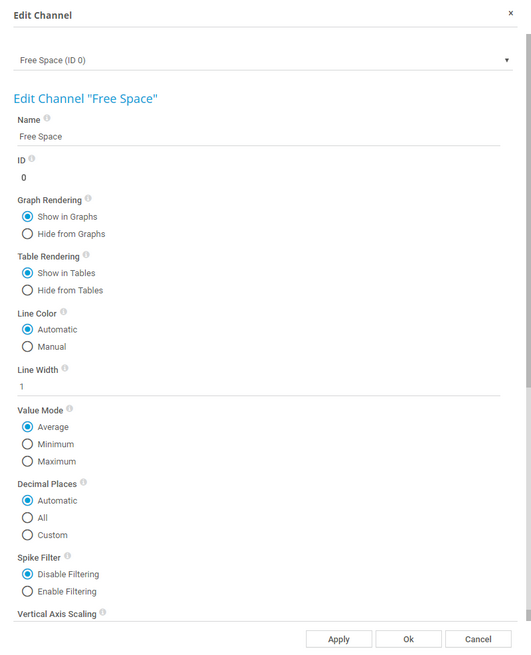 Edit Channel
×
Free Space (ID 0)
Edit Channel "Free Space"
Name
Free Space
ID
0
Graph Rendering
Show in Graphs
Hide from Graphs
Table Rendering
Show in Tables
Hide from Tables
Line Color
Automatic
Manual
Line Width
1
Value Mode
Average
Minimum
Maximum
Decimal Places
Automatic
All
Custom
Spike Filter
Disable Filtering
Enable Filtering
Vertical Axis Scaling
Apply Ok Cancel